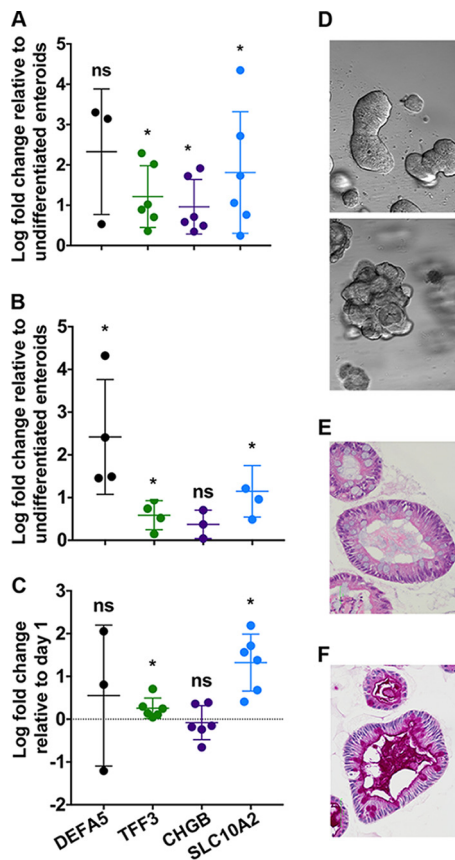 A
Log fold change relative to
undifferentiated enteroids
5
4
3
2
1
0
ns
*
*
*
B
Log fold change relative to
undifferentiated enteroids
5
4
3
2
1
0
*
*
ns
*
C
Log fold change
relative to day 1
3
2
1
0
-1
-2
ns
*
ns
*
DEFA5
TFF3
CHGB
SLC10A2
D
E
F